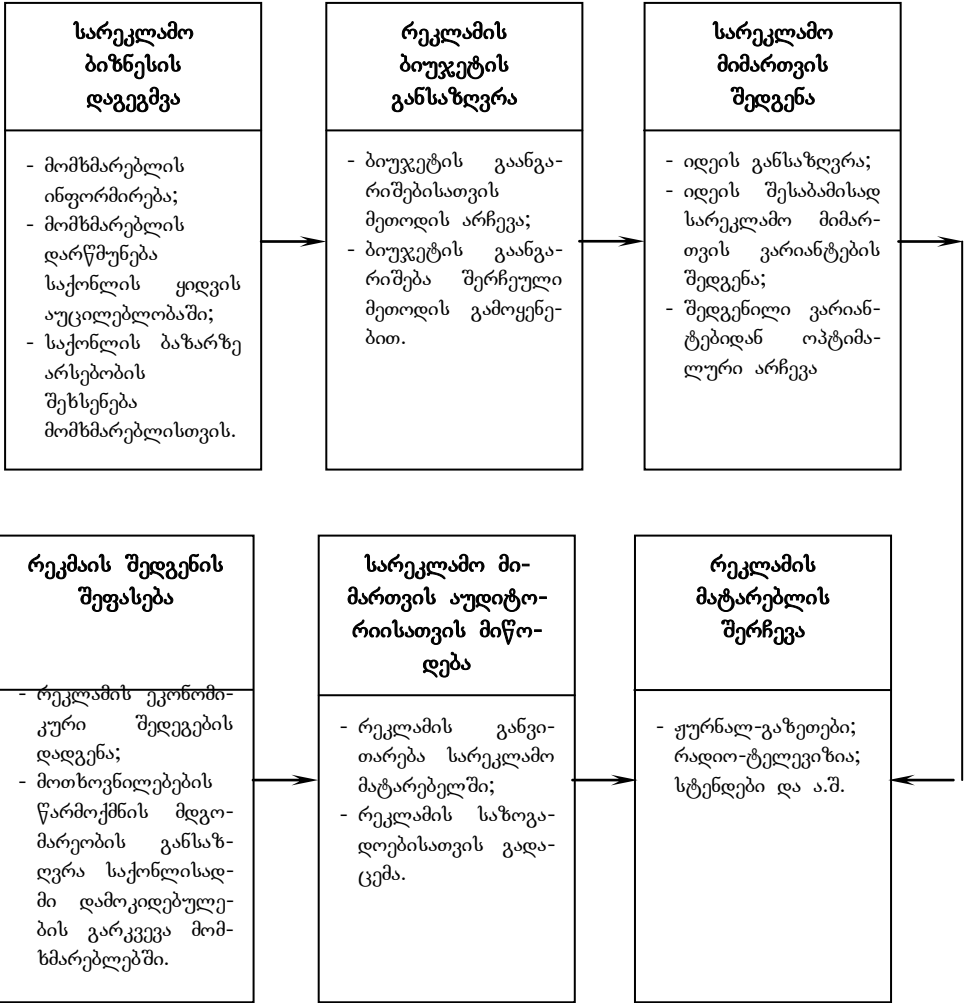 სარეკლამო
ბიზნესის
დაგეგმვა
- მომხმარებლის
ინფორმირება;
- მომხმარებლის
დარწმუნება
საქონლის ყიდვის
აუცილებლობაში;
- საქონლის ბაზარზე
არსებობის
შეხსენება
მომხმარებლისთვის.
რეკლამის
ბიუჯეტის
განსაზღვრა
- ბიუჯეტის გაანგა-
რიშებისათვის
მეთოდის არჩევა;
- ბიუჯეტის გაანგა-
რიშება შერჩეული
მეთოდის გამოყენე-
ბით.
სარეკლამო
მიმართვის
შედგენა
- იდეის განსაზღვრა;
- იდეის შესაბამისად
სარეკლამო მიმარ-
თვის ვარიანტების
შედგენა;
- შედგენილი ვარიან-
ტებიდან ოპტიმა-
ლური არჩევა
რეკმაის შედგენის
შეფასება
- რეკლამის ეკონომი-
კური შედეგების
დადგენა;
- მოთხოვნილებების
წარმოქმნის მდგო-
მარეობის განსაზ-
ღვრა საქონლისად-
მი დამოკიდებულე-
ბის გარკვევა მომ-
ხმარებლებში.
სარეკლამო მი-
მართვის აუდიტო-
რიისათვის მიწო-
დება
- რეკლამის განვი-
თარება სარეკლამო
მატარებელში;
- რეკლამის საზოგა-
დოებისათვის გადა-
ცემა.
რეკლამის
მატარებლის
შერჩევა
- ჟურნალ-გაზეთები;
რადიო-ტელევიზია;
სტენდები და ა.შ.